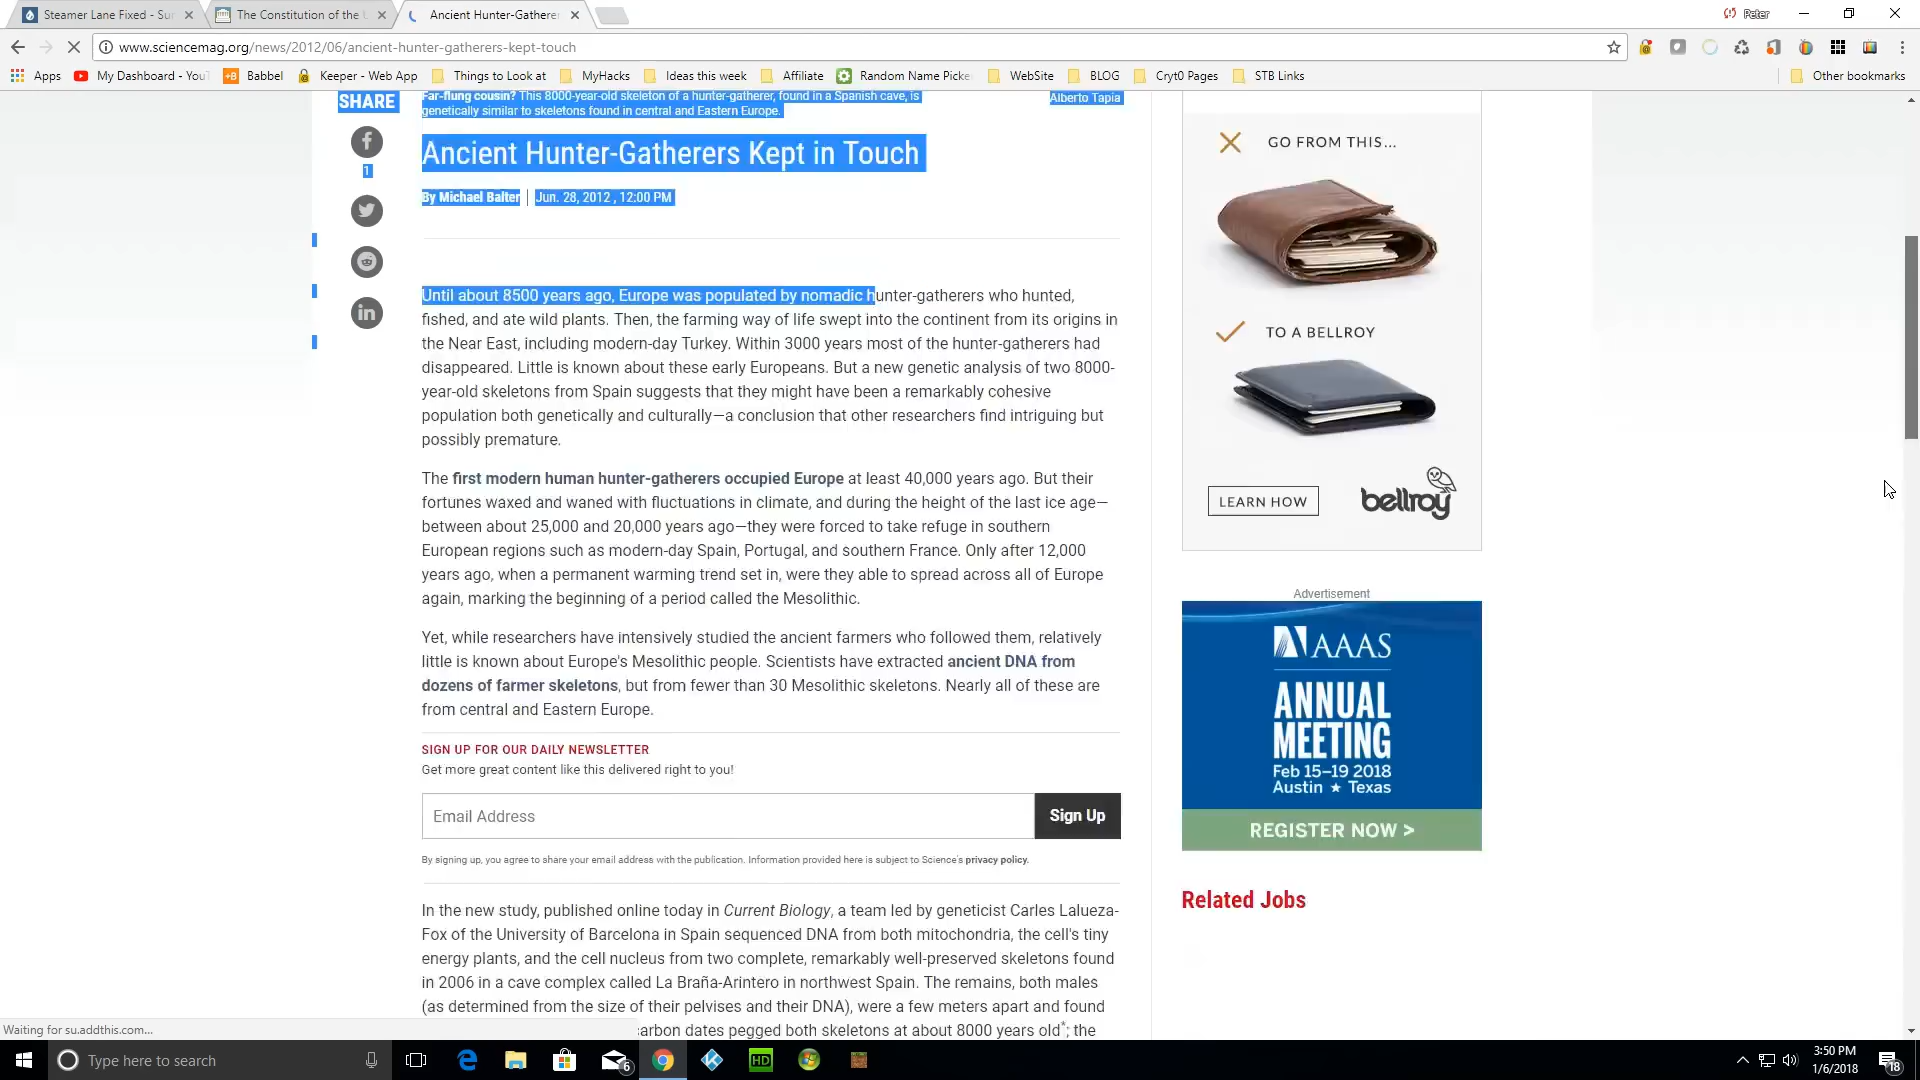 Steamer Lane Fixed - Sur
The Constitution of the U
Ancient Hunter-Gatherer
Peter
www.sciencemag.org/news/2012/06/ancient-hunter-gatherers-kept-touch
Apps
My Dashboard - YouT
+B Babbel
Keeper - Web App
Things to Look at
MyHacks
Ideas this week
Affiliate
Random Name Picke
WebSite
BLOG
Cryt0 Pages
STB Links
Other bookmarks
SHARE
1
Far-flung cousin? This 8000-year-old skeleton of a hunter-gatherer, found in a Spanish cave, is
genetically similar to skeletons found in central and Eastern Europe.
Alberto Tapia
Ancient Hunter-Gatherers Kept in Touch
By Michael Balter | Jun. 28, 2012 , 12:00 PM
Until about 8500 years ago, Europe was populated by nomadic hunter-gatherers who hunted,
fished, and ate wild plants. Then, the farming way of life swept into the continent from its origins in
the Near East, including modern-day Turkey. Within 3000 years most of the hunter-gatherers had
disappeared. Little is known about these early Europeans. But a new genetic analysis of two 8000-
year-old skeletons from Spain suggests that they might have been a remarkably cohesive
population both genetically and culturally—a conclusion that other researchers find intriguing but
possibly premature.
The first modern human hunter-gatherers occupied Europe at least 40,000 years ago. But their
fortunes waxed and waned with fluctuations in climate, and during the height of the last ice age—
between about 25,000 and 20,000 years ago—they were forced to take refuge in southern
European regions such as modern-day Spain, Portugal, and southern France. Only after 12,000
years ago, when a permanent warming trend set in, were they able to spread across all of Europe
again, marking the beginning of a period called the Mesolithic.
Yet, while researchers have intensively studied the ancient farmers who followed them, relatively
little is known about Europe's Mesolithic people. Scientists have extracted ancient DNA from
dozens of farmer skeletons, but from fewer than 30 Mesolithic skeletons. Nearly all of these are
from central and Eastern Europe.
SIGN UP FOR OUR DAILY NEWSLETTER
Get more great content like this delivered right to you!
Email Address
Sign Up
By signing up, you agree to share your email address with the publication. Information provided here is subject to Science's privacy policy.
In the new study, published online today in Current Biology, a team led by geneticist Carles Lalueza-
Fox of the University of Barcelona in Spain sequenced DNA from both mitochondria, the cell's tiny
energy plants, and the cell nucleus from two complete, remarkably well-preserved skeletons found
in 2006 in a cave complex called La Braña-Arintero in northwest Spain. The remains, both males
(as determined from the size of their pelvises and their DNA), were a few meters apart and found
carbon dates pegged both skeletons at about 8000 years old*; the
GO FROM THIS...
TO A BELLROY
LEARN HOW
bellroy
Advertisement
AAAS
ANNUAL
MEETING
Feb 15–19 2018
Austin ★ Texas
REGISTER NOW >
Related Jobs
Waiting for su.addthis.com...
Type here to search
6
HD
3:50 PM
1/6/2018
18